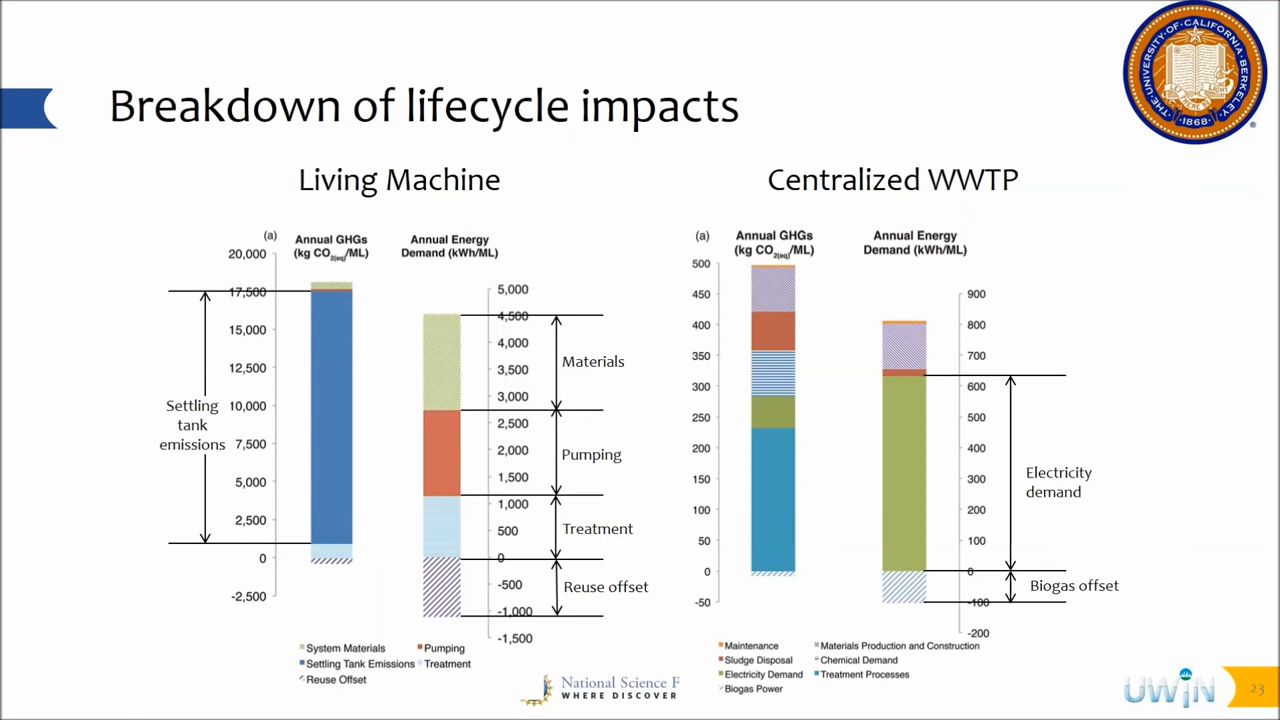 Breakdown of lifecycle impacts
THE·UNIVERSITY·OF·CALIFORNIA·BERKELEY·
LIGHT
·1868·
®
Living Machine
Centralized WWTP
(a)
Annual GHGs
(kg CO2(eq)/ML)
Annual Energy
Demand (kWh/ML)
20,000
17,500
15,000
12,500
10,000
7,500
5,000
2,500
0
-2,500
Settling
tank
emissions
5,000
4,500
4,000
3,500
3,000
2,500
2,000
1,500
1,000
500
0
-500
-1,000
-1,500
Materials
Pumping
Treatment
Reuse offset
System Materials
Pumping
Settling Tank Emissions
Treatment
Reuse Offset
(a)
Annual GHGs
(kg CO2(eq)/ML)
Annual Energy
Demand (kWh/ML)
500
450
400
350
300
250
200
150
100
50
0
-50
900
800
700
600
500
400
300
200
100
0
-100
-200
Electricity
demand
Biogas offset
Maintenance
Materials Production and Construction
Sludge Disposal
Chemical Demand
Electricity Demand
Treatment Processes
Biogas Power
National Science F
WHERE DISCOVER
UWIN
23